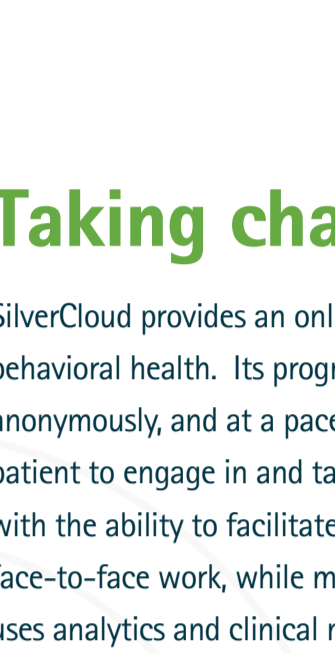 Taking cha
SilverCloud provides an onl
behavioral health. Its progr
anonymously, and at a pace
patient to engage in and ta
with the ability to facilitate
face-to-face work, while m
uses analytics and clinical r